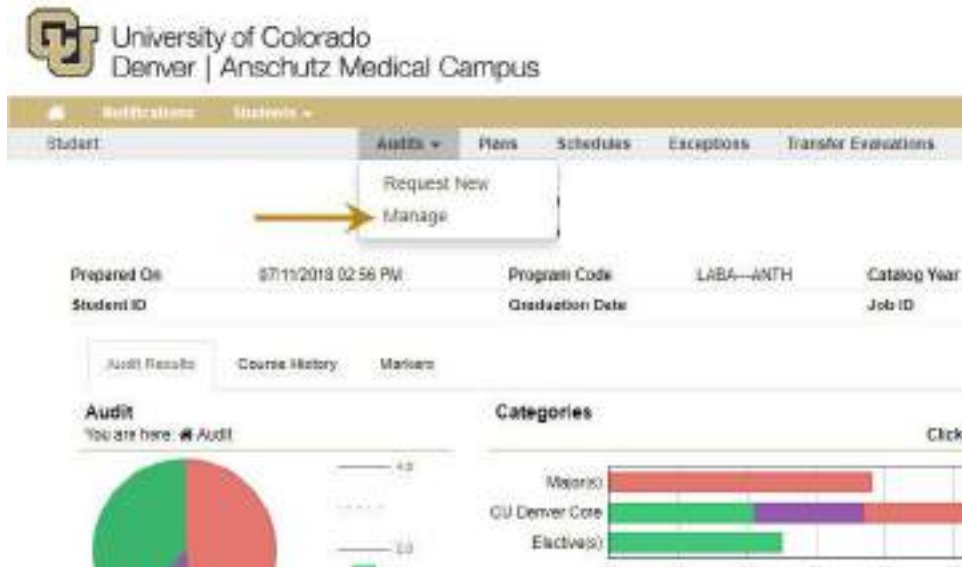 University of Colorado
Denver | Anschutz Medical Campus
Notifications Students
Student Audits Plans Schedules Exceptions Transfer Evaluations
Request New
Manage
Prepared On 07/11/2018 02:56 PM Program Code LABA---ANTH Catalog Year
Student ID Graduation Date Job ID
Audit Results Course History Markers
Audit Categories
You are here: Audit
Click
4.0
Major(s)
CU Denver Core
Elective(s)